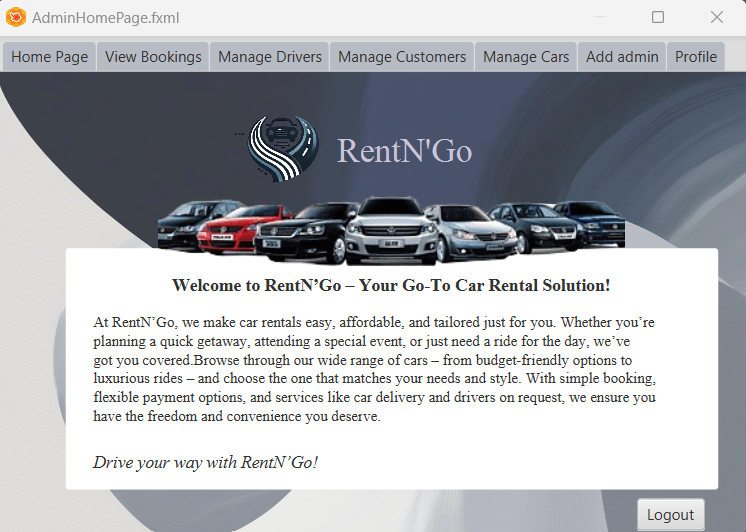 AdminHomePage.fxml
Home Page View Bookings Manage Drivers Manage Customers Manage Cars Add admin Profile
RentN'Go
Welcome to RentN’Go – Your Go-To Car Rental Solution!
At RentN’Go, we make car rentals easy, affordable, and tailored just for you. Whether you’re
planning a quick getaway, attending a special event, or just need a ride for the day, we’ve
got you covered.Browse through our wide range of cars – from budget-friendly options to
luxurious rides – and choose the one that matches your needs and style. With simple booking,
flexible payment options, and services like car delivery and drivers on request, we ensure you
have the freedom and convenience you deserve.
Drive your way with RentN’Go!
Logout